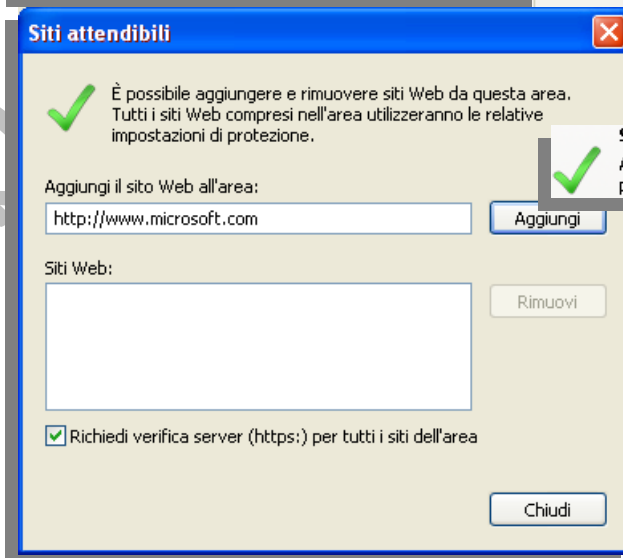 Siti attendibili
È possibile aggiungere e rimuovere siti Web da questa area.
Tutti i siti Web compresi nell'area utilizzeranno le relative
impostazioni di protezione.
Aggiungi il sito Web all'area:
http://www.microsoft.com
Aggiungi
Siti Web:
Rimuovi
Richiedi verifica server (https:) per tutti i siti dell'area
Chiudi